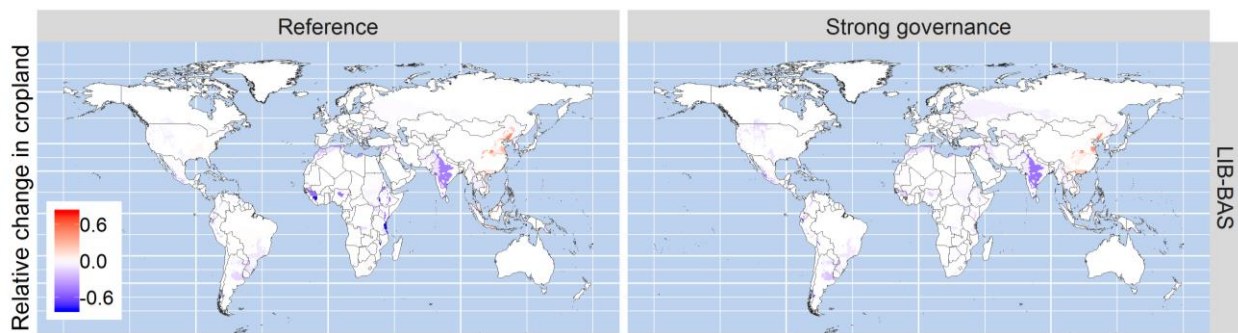 Reference
Strong governance
Relative change in cropland
0.6
0.0
-0.6
LIB-BAS